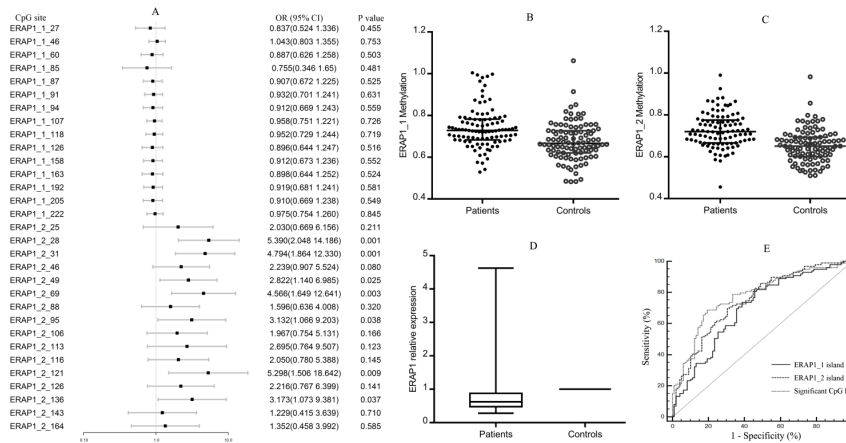 A
CpG site OR (95% CI) P value
ERAP1_1_27 0.837(0.524 1.336) 0.455
ERAP1_1_46 1.043(0.803 1.355) 0.753
ERAP1_1_60 0.887(0.626 1.258) 0.503
ERAP1_1_85 0.755(0.346 1.65) 0.481
ERAP1_1_87 0.907(0.672 1.225) 0.525
ERAP1_1_91 0.932(0.701 1.241) 0.631
ERAP1_1_94 0.912(0.669 1.243) 0.559
ERAP1_1_107 0.958(0.751 1.221) 0.726
ERAP1_1_118 0.952(0.729 1.244) 0.719
ERAP1_1_126 0.896(0.644 1.247) 0.516
ERAP1_1_158 0.912(0.673 1.236) 0.552
ERAP1_1_163 0.898(0.644 1.252) 0.524
ERAP1_1_192 0.919(0.681 1.241) 0.581
ERAP1_1_205 0.910(0.669 1.238) 0.549
ERAP1_1_222 0.975(0.754 1.260) 0.845
ERAP1_2_25 2.030(0.669 6.156) 0.211
ERAP1_2_28 5.390(2.048 14.186) 0.001
ERAP1_2_31 4.794(1.864 12.330) 0.001
ERAP1_2_46 2.239(0.907 5.524) 0.080
ERAP1_2_49 2.822(1.140 6.985) 0.025
ERAP1_2_69 4.566(1.649 12.641) 0.003
ERAP1_2_88 1.596(0.636 4.008) 0.320
ERAP1_2_95 3.132(1.066 9.203) 0.038
ERAP1_2_106 1.967(0.754 5.131) 0.166
ERAP1_2_113 2.695(0.764 9.507) 0.123
ERAP1_2_116 2.050(0.780 5.388) 0.145
ERAP1_2_121 5.298(1.506 18.642) 0.009
ERAP1_2_126 2.216(0.767 6.399) 0.141
ERAP1_2_136 3.173(1.073 9.381) 0.037
ERAP1_2_143 1.229(0.415 3.639) 0.710
ERAP1_2_164 1.352(0.458 3.992) 0.585
0.10 1.0 10.0
B
ERAP1_1 Methylation
1.2
1.0
0.8
0.6
0.4
Patients Controls
C
ERAP1_2 Methylation
1.2
1.0
0.8
0.6
0.4
Patients Controls
D
ERAP1 relative expression
5
4
3
2
1
0
Patients Controls
E
Sensitivity (%)
100
80
60
40
20
0
ERAP1_1 island
ERAP1_2 island
Significant CpG
0 20 40 60 80
1 - Specificity (%)